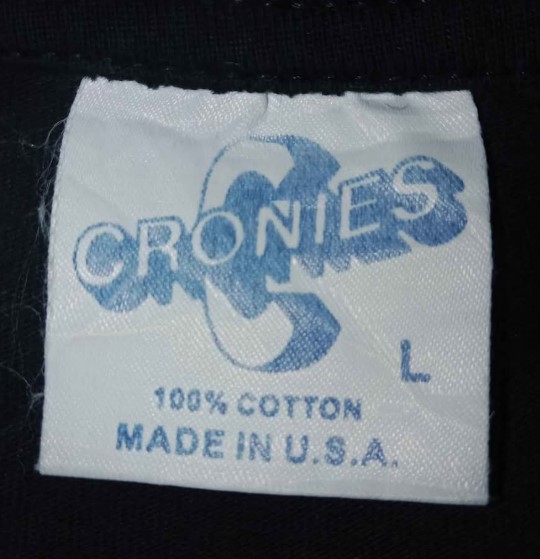 CRONIES
L
100% COTTON
MADE IN U.S.A.